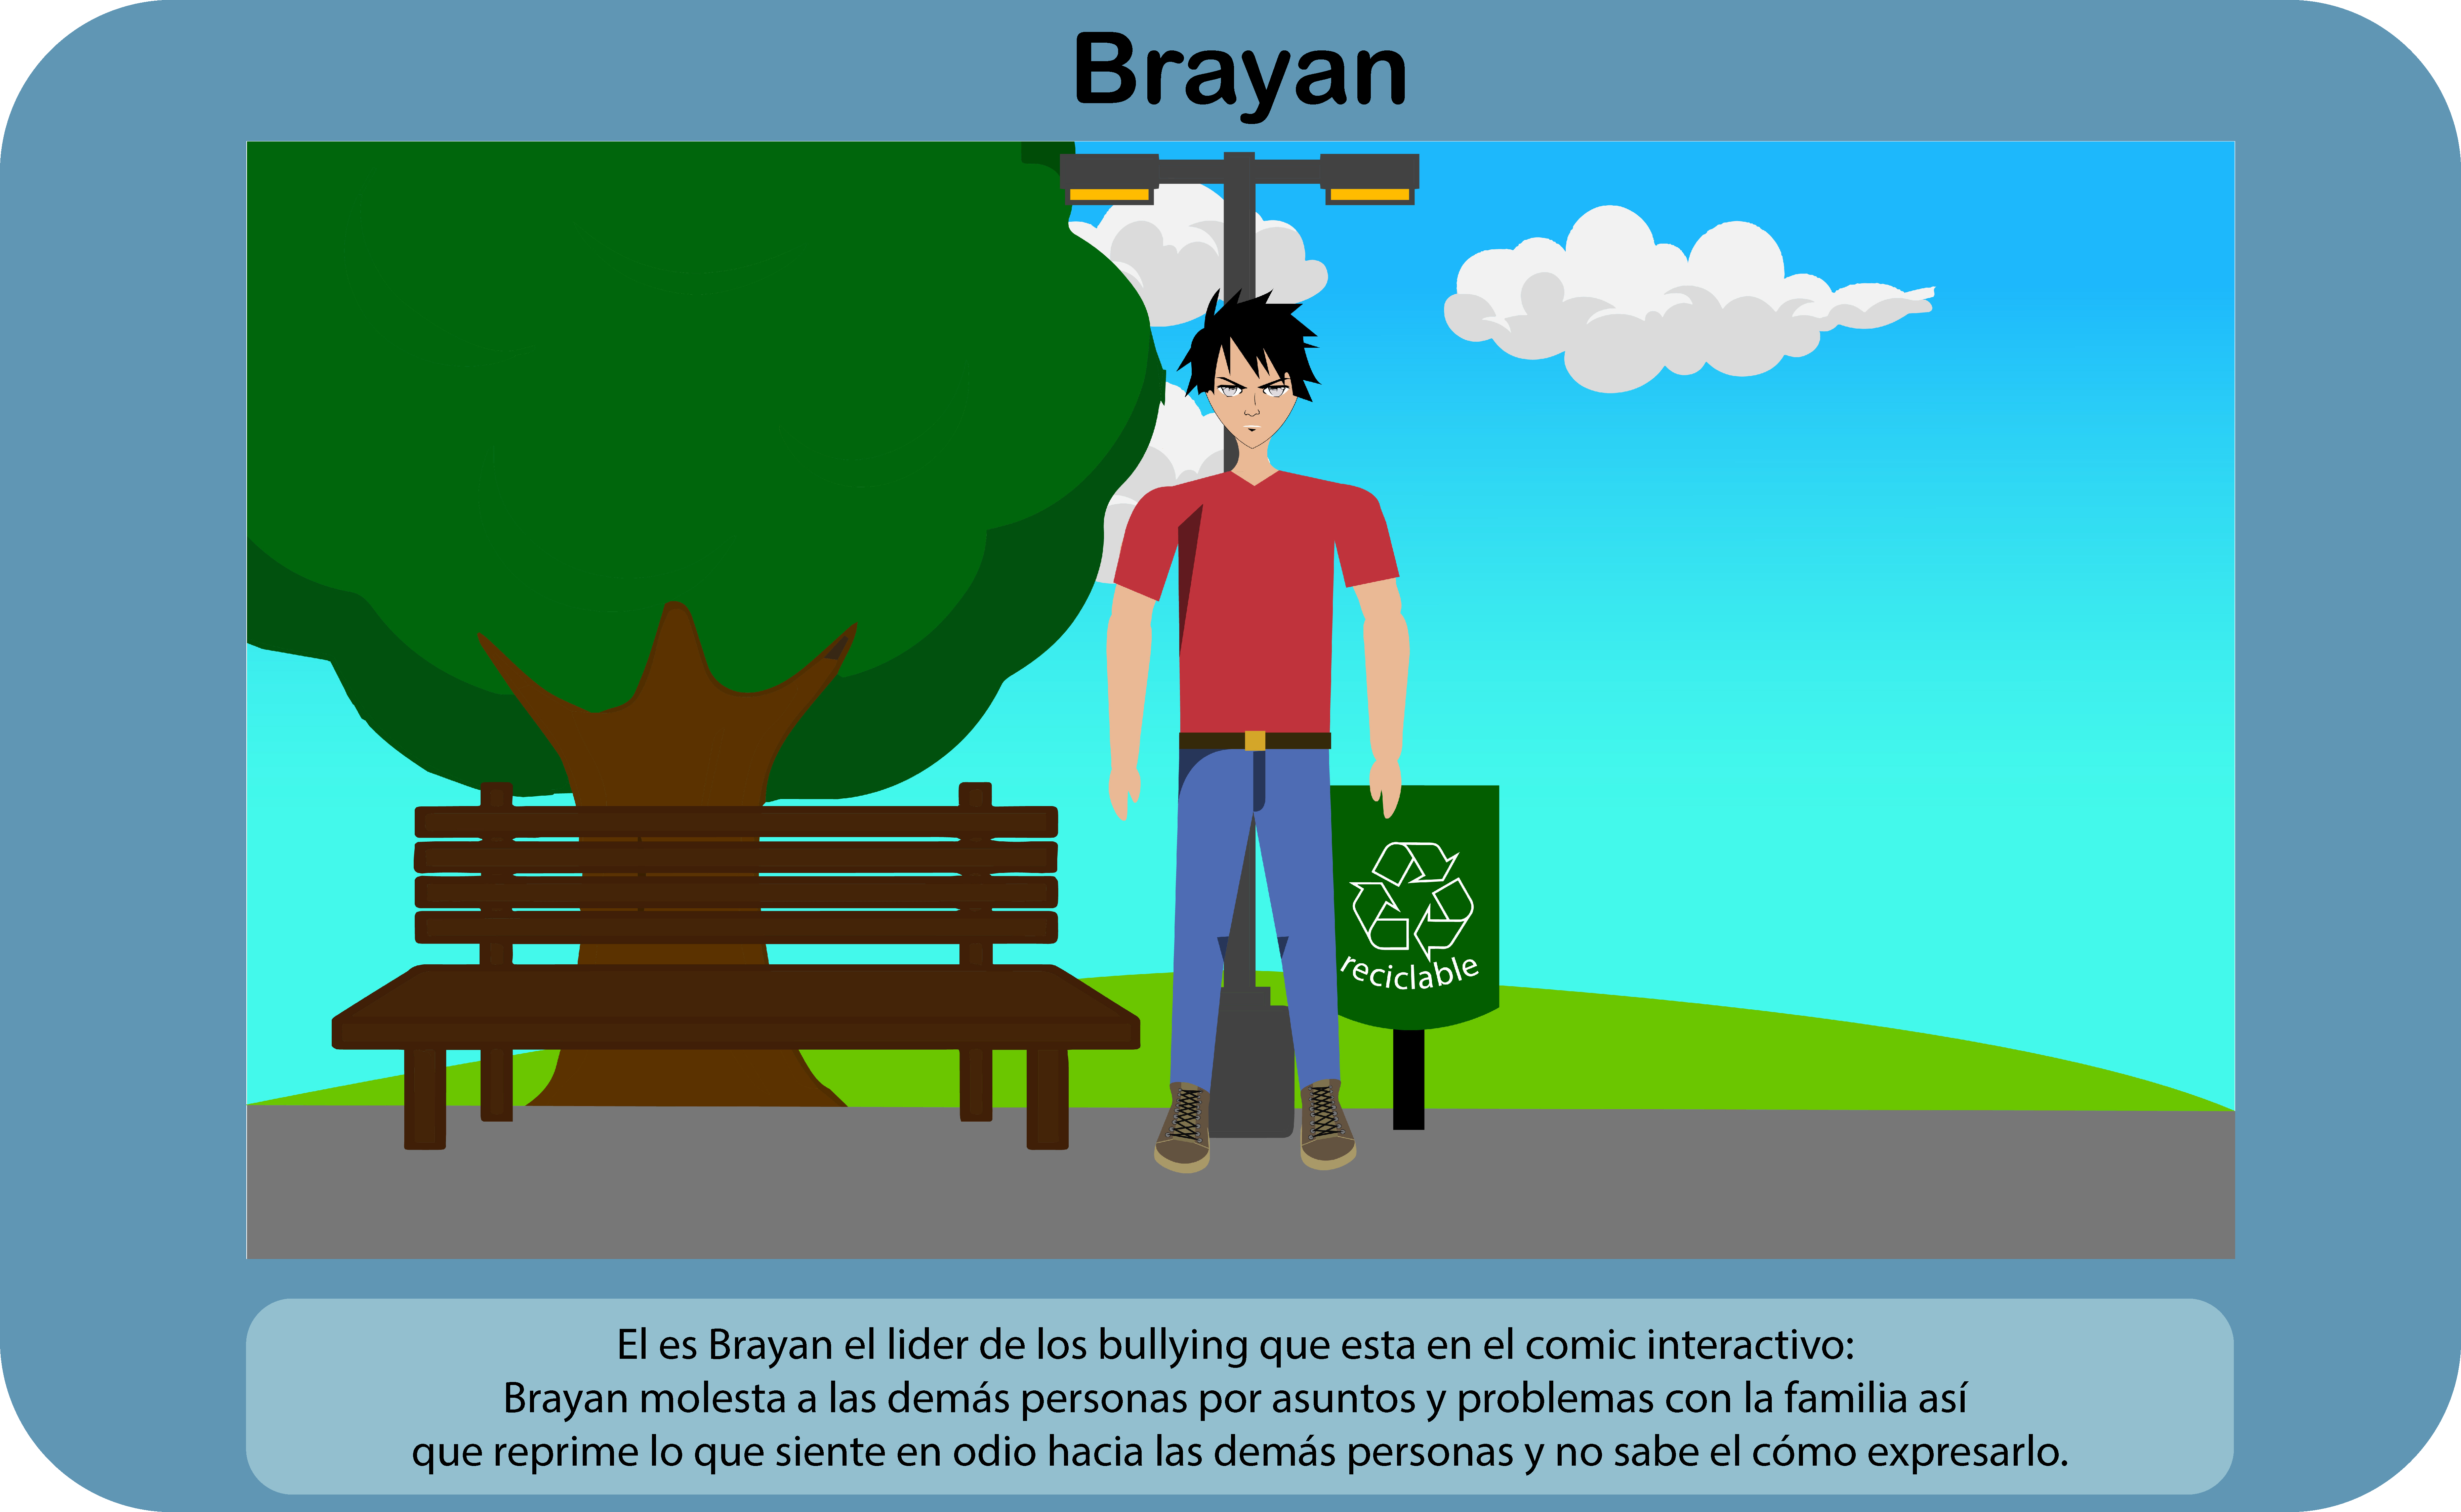 Brayan
reciclable
El es Brayan el lider de los bullying que esta en el comic interactivo:
Brayan molesta a las demás personas por asuntos y problemas con la familia así
que reprime lo que siente en odio hacia las demás personas y no sabe el cómo expresarlo.